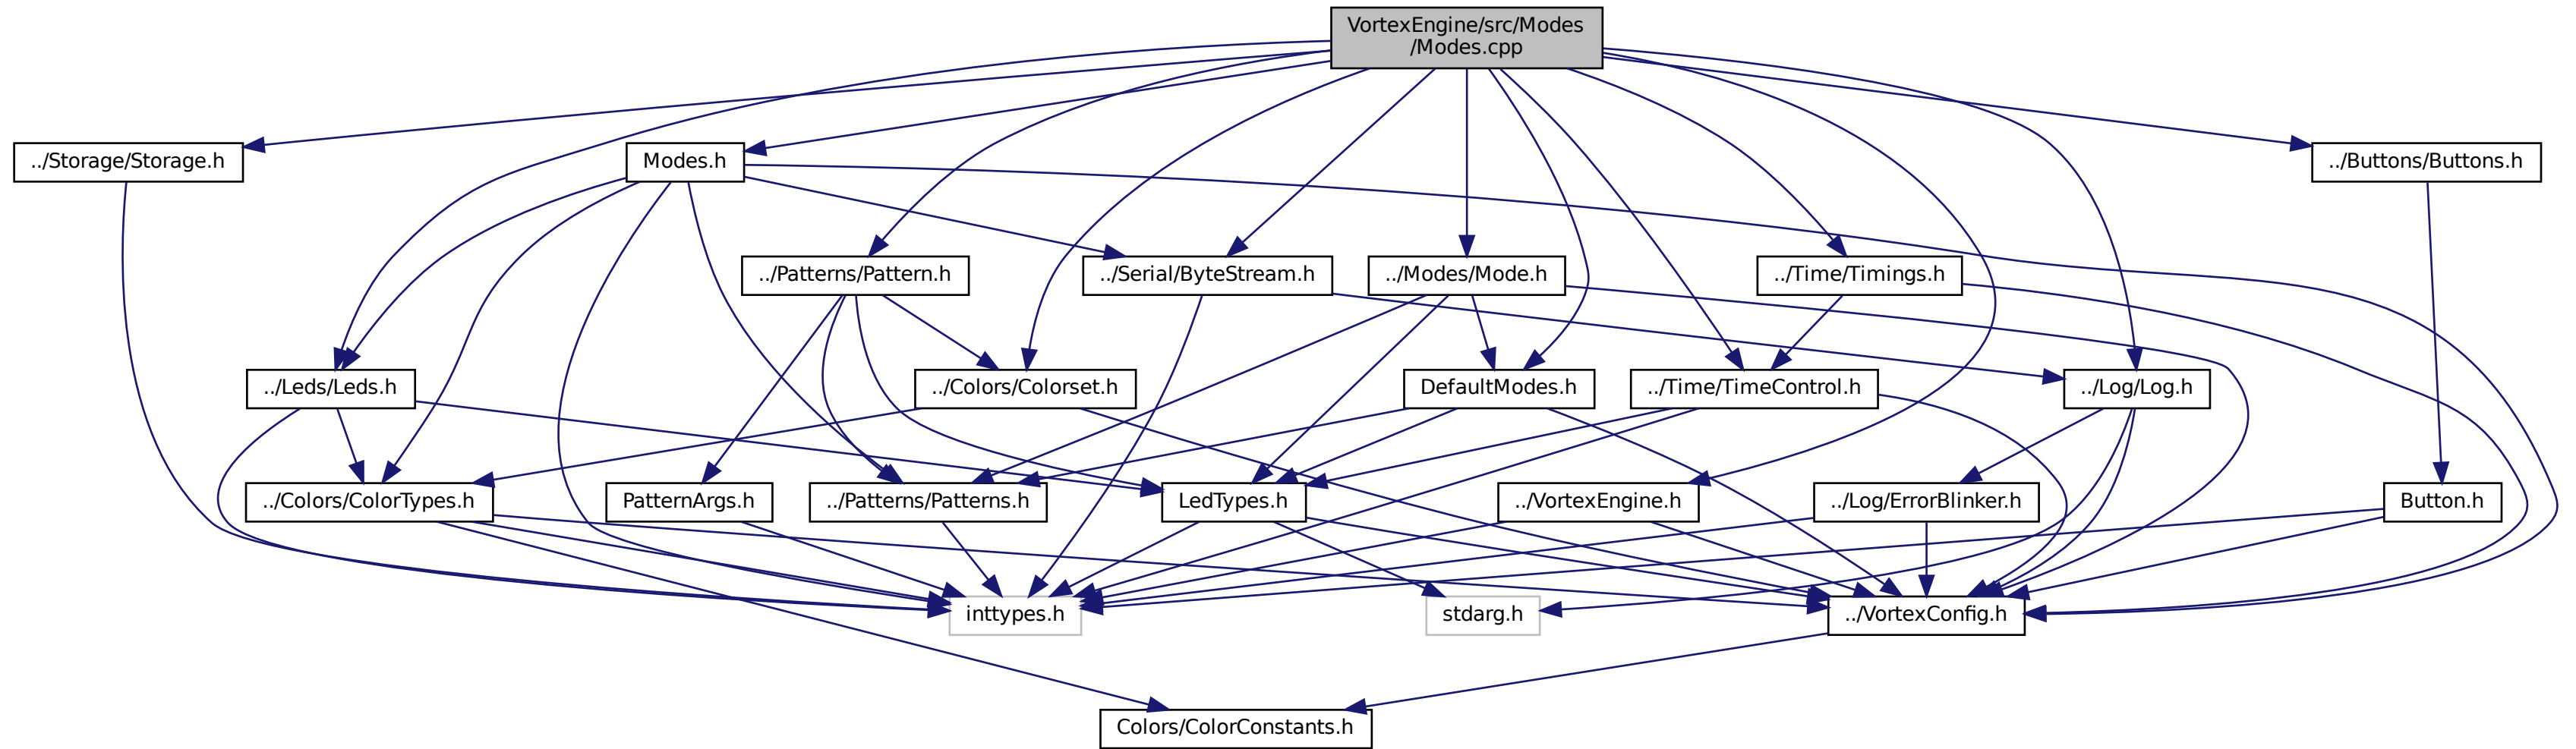 VortexEngine/src/Modes
/Modes.cpp
../Storage/Storage.h
Modes.h
../Buttons/Buttons.h
../Patterns/Pattern.h
../Serial/ByteStream.h
../Modes/Mode.h
../Time/Timings.h
../Leds/Leds.h
../Colors/Colorset.h
DefaultModes.h
../Time/TimeControl.h
../Log/Log.h
../Colors/ColorTypes.h
PatternArgs.h
../Patterns/Patterns.h
LedTypes.h
../VortexEngine.h
../Log/ErrorBlinker.h
Button.h
inttypes.h
stdarg.h
../VortexConfig.h
Colors/ColorConstants.h